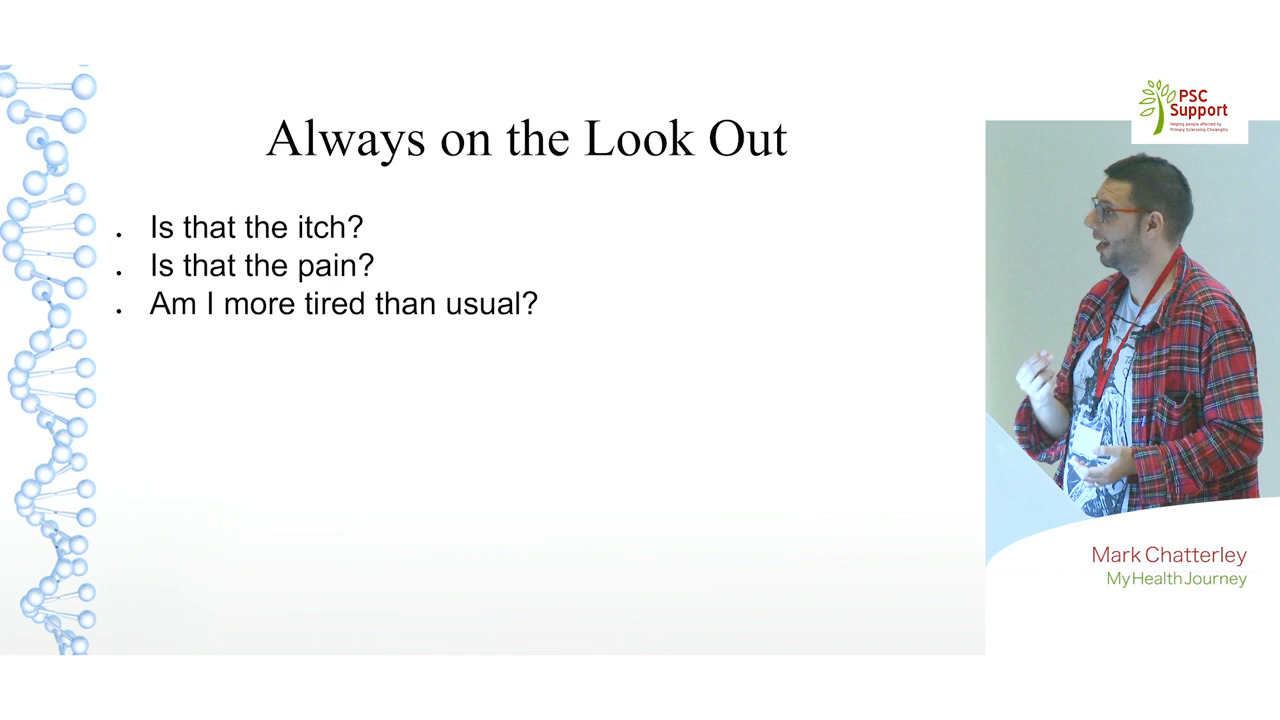 Always on the Look Out
Is that the itch?
Is that the pain?
Am I more tired than usual?
PSC
Support
Helping people affected by
Primary Sclerosing Cholangitis
Mark Chatterley
My Health Journey